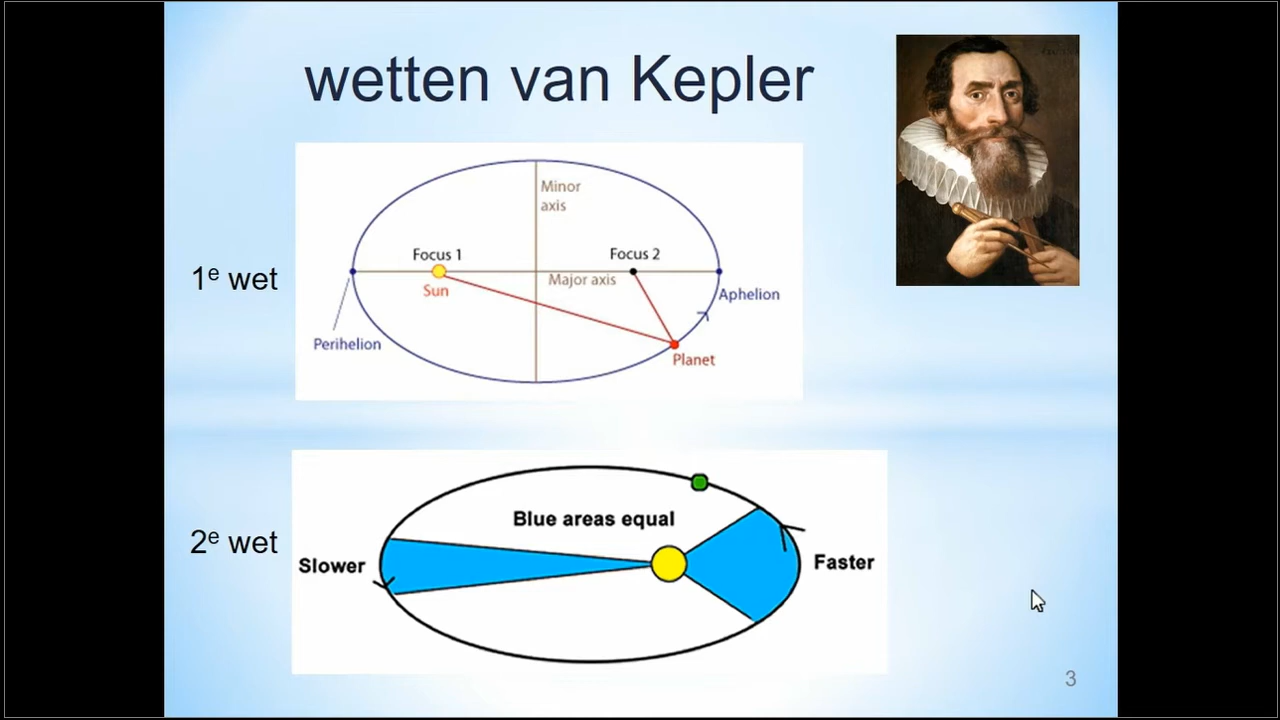 wetten van Kepler
Minor
axis
Focus 1
Focus 2
1e wet
Major axis
Sun
Aphelion
Perihelion
Planet
Blue areas equal
2e wet
Slower
Faster
3